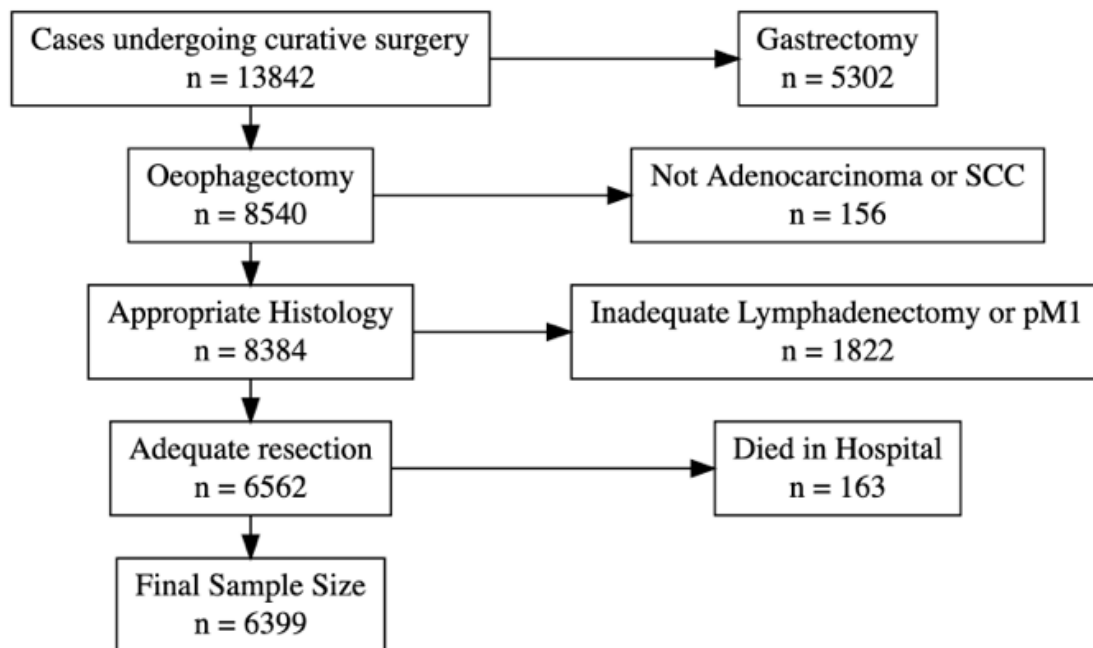 Cases undergoing curative surgery
n = 13842
Gastrectomy
n = 5302
Oeophagectomy
n = 8540
Not Adenocarcinoma or SCC
n = 156
Appropriate Histology
n = 8384
Inadequate Lymphadenectomy or pM1
n = 1822
Adequate resection
n = 6562
Died in Hospital
n = 163
Final Sample Size
n = 6399